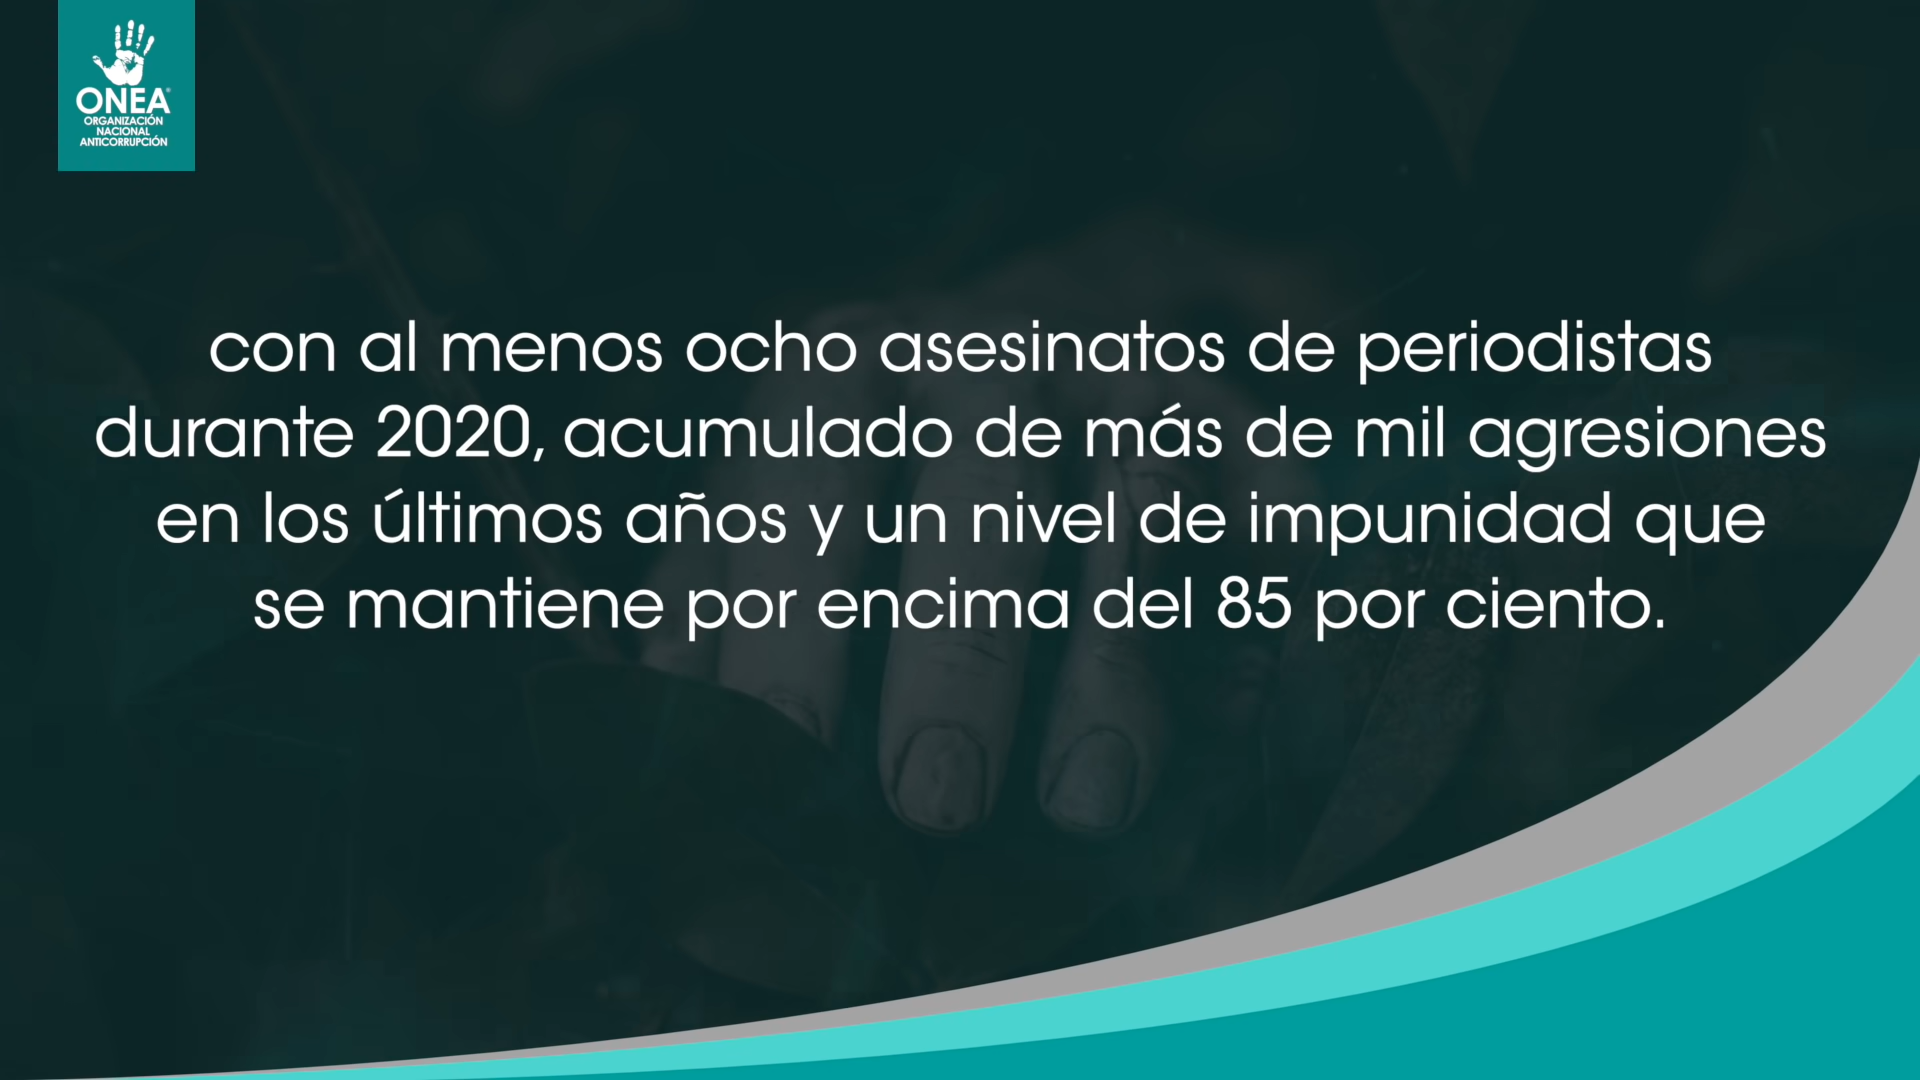 ONEA
ORGANIZACIÓN
NACIONAL
ANTICORRUPCIÓN
con al menos ocho asesinatos de periodistas
durante 2020, acumulado de más de mil agresiones
en los últimos años y un nivel de impunidad que
se mantiene por encima del 85 por ciento.